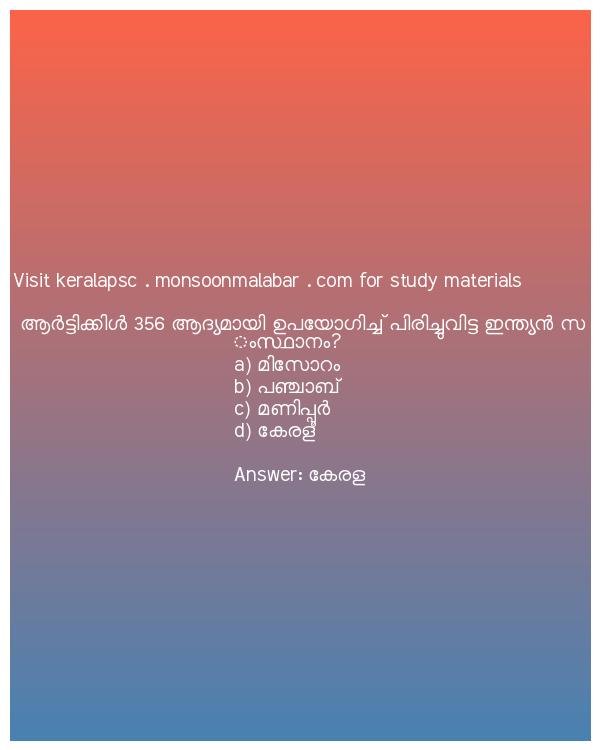 Visit keralapsc . monsoonmalabar . com for study materials
ആർട്ടിക്കിൾ 356 ആദ്യമായി ഉപയോഗിച്ച് പിരിച്ചുവിട്ട ഇന്ത്യൻ സ
ംസ്ഥാനം?
a) മിസോറം
b) പഞ്ചാബ്
c) മണിപ്പൂർ
d) കേരള
Answer: കേരള